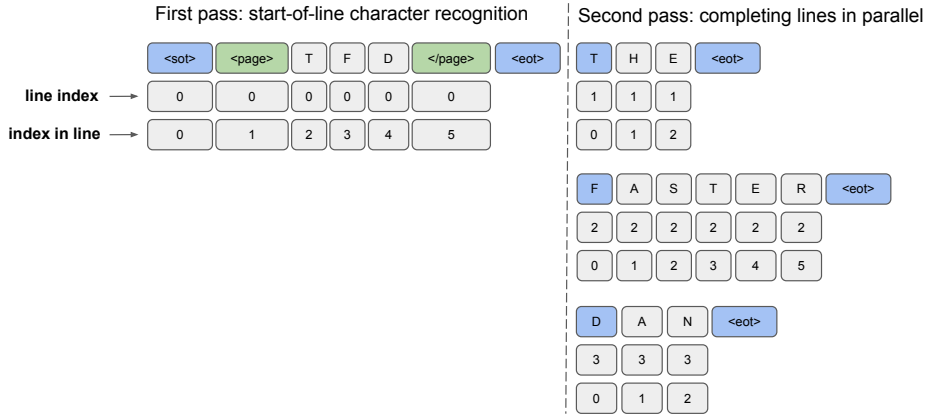 First pass: start-of-line character recognition
<sot> <page> T F D </page> <eot>
line index 0 0 0 0 0 0
index in line 0 1 2 3 4 5
Second pass: completing lines in parallel
T H E <eot>
1 1 1
0 1 2
F A S T E R <eot>
2 2 2 2 2 2
0 1 2 3 4 5
D A N <eot>
3 3 3
0 1 2